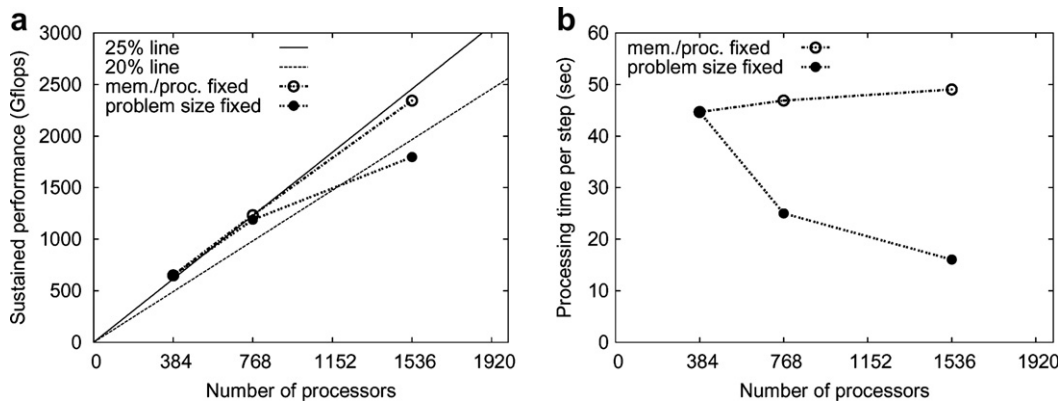 a
3000
2500
2000
1500
1000
500
0
Sustained performance (Gflops)
25% line
20% line
mem./proc. fixed
problem size fixed
0 384 768 1152 1536 1920
Number of processors
b
60
50
40
30
20
10
0
Processing time per step (sec)
mem./proc. fixed
problem size fixed
0 384 768 1152 1536 1920
Number of processors